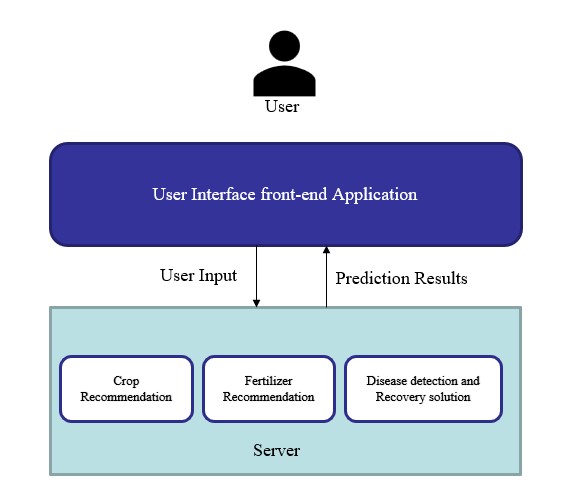 User
User Interface front-end Application
User Input
Prediction Results
Crop
Recommendation
Fertilizer
Recommendation
Disease detection and
Recovery solution
Server